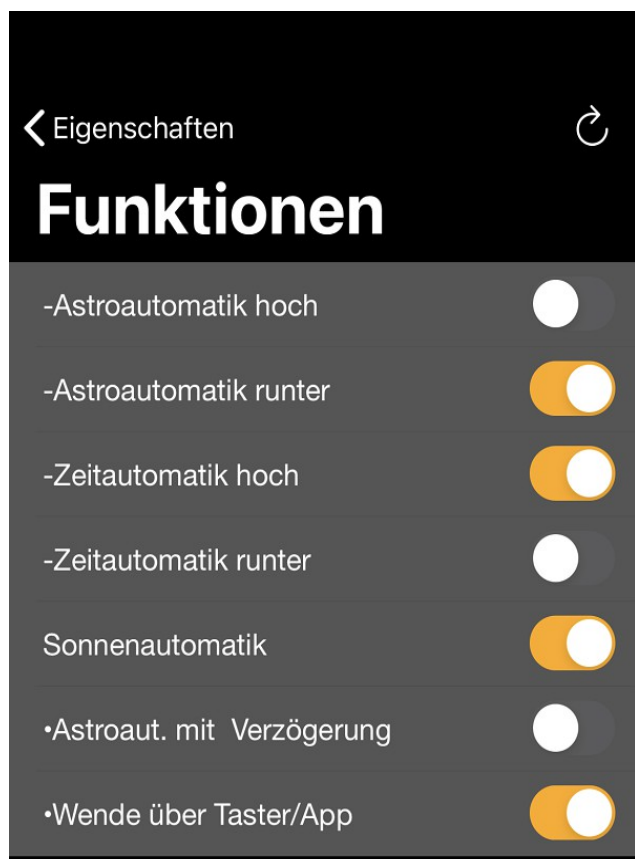 Eigenschaften
Funktionen
-Astroautomatik hoch
-Astroautomatik runter
-Zeitautomatik hoch
-Zeitautomatik runter
Sonnenautomatik
•Astroaut. mit  Verzögerung
•Wende über Taster/App